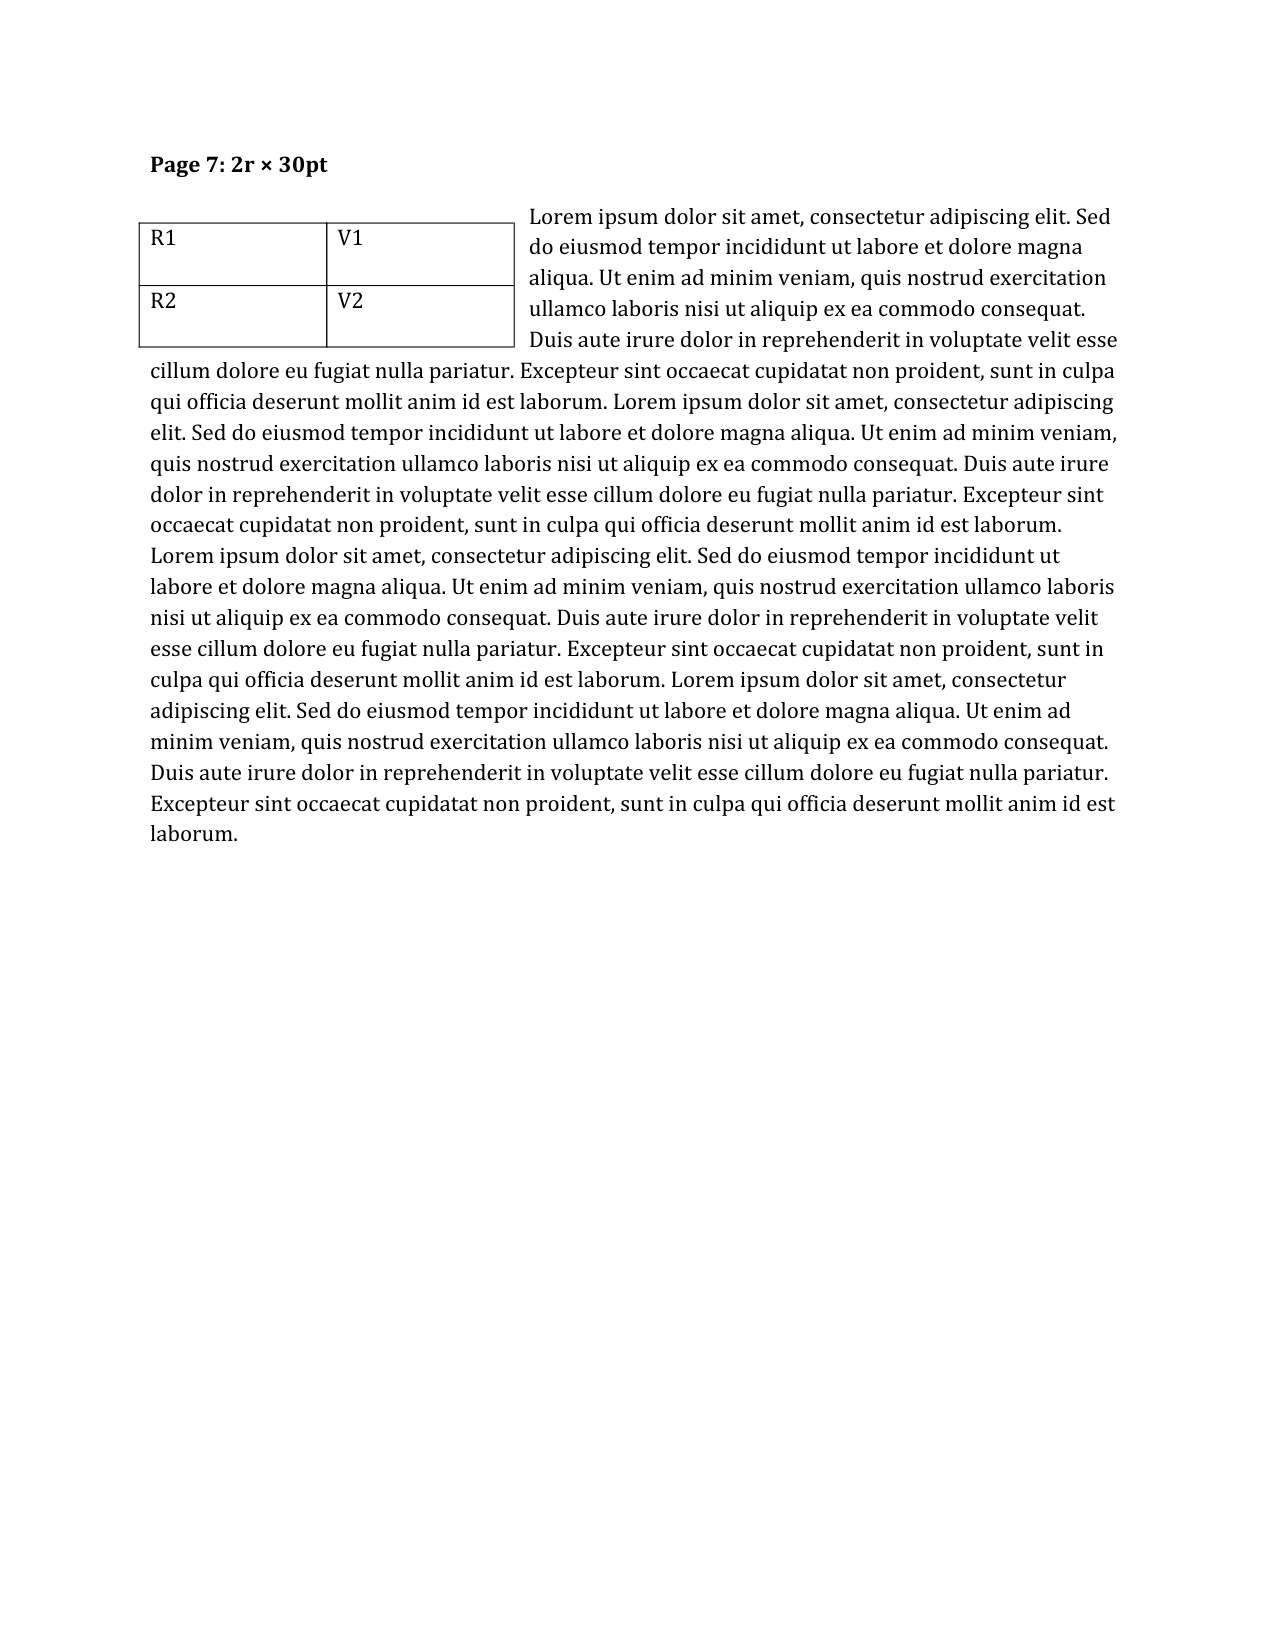 Page 7: 2r × 30pt
R1 V1
R2 V2
Lorem ipsum dolor sit amet, consectetur adipiscing elit. Sed
do eiusmod tempor incididunt ut labore et dolore magna
aliqua. Ut enim ad minim veniam, quis nostrud exercitation
ullamco laboris nisi ut aliquip ex ea commodo consequat.
Duis aute irure dolor in reprehenderit in voluptate velit esse
cillum dolore eu fugiat nulla pariatur. Excepteur sint occaecat cupidatat non proident, sunt in culpa
qui officia deserunt mollit anim id est laborum. Lorem ipsum dolor sit amet, consectetur adipiscing
elit. Sed do eiusmod tempor incididunt ut labore et dolore magna aliqua. Ut enim ad minim veniam,
quis nostrud exercitation ullamco laboris nisi ut aliquip ex ea commodo consequat. Duis aute irure
dolor in reprehenderit in voluptate velit esse cillum dolore eu fugiat nulla pariatur. Excepteur sint
occaecat cupidatat non proident, sunt in culpa qui officia deserunt mollit anim id est laborum.
Lorem ipsum dolor sit amet, consectetur adipiscing elit. Sed do eiusmod tempor incididunt ut
labore et dolore magna aliqua. Ut enim ad minim veniam, quis nostrud exercitation ullamco laboris
nisi ut aliquip ex ea commodo consequat. Duis aute irure dolor in reprehenderit in voluptate velit
esse cillum dolore eu fugiat nulla pariatur. Excepteur sint occaecat cupidatat non proident, sunt in
culpa qui officia deserunt mollit anim id est laborum. Lorem ipsum dolor sit amet, consectetur
adipiscing elit. Sed do eiusmod tempor incididunt ut labore et dolore magna aliqua. Ut enim ad
minim veniam, quis nostrud exercitation ullamco laboris nisi ut aliquip ex ea commodo consequat.
Duis aute irure dolor in reprehenderit in voluptate velit esse cillum dolore eu fugiat nulla pariatur.
Excepteur sint occaecat cupidatat non proident, sunt in culpa qui officia deserunt mollit anim id est
laborum.